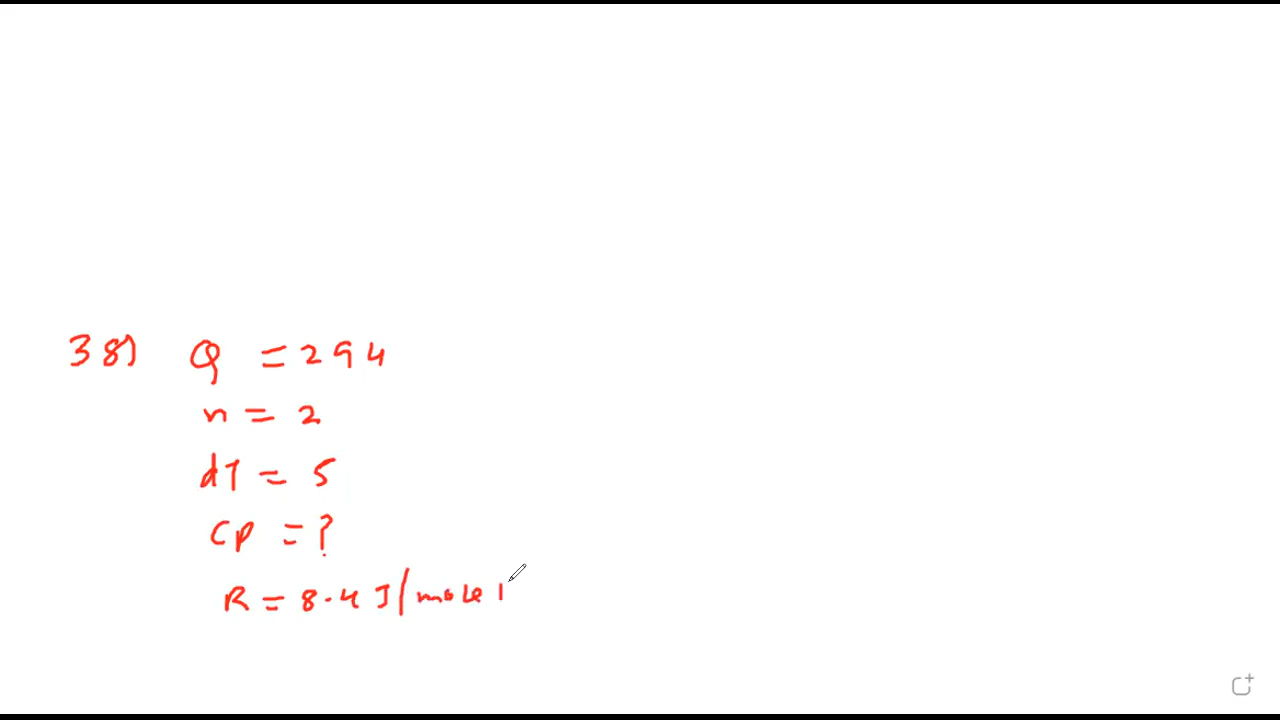 38) Q = 294
n = 2
dT = 5
CP = ?
R = 8.4 J/mole